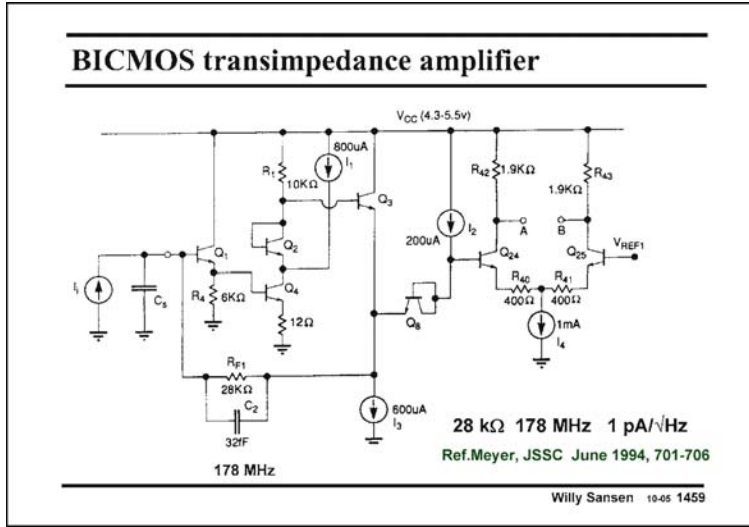 BICMOS transimpedance amplifier
VCC (4.3-5.5v)
800uA
I1
R1
10KΩ
Q3
Q2
Q1
Q4
R4
6KΩ
12Ω
Ii
Cs
RF1
28KΩ
C2
32fF
178 MHz
600uA
I3
Q8
200uA
I2
R42
1.9KΩ
R43
1.9KΩ
A
B
Q24
Q25
VREF1
R40
400Ω
R41
400Ω
1mA
I4
28 kΩ 178 MHz 1 pA/√Hz
Ref.Meyer, JSSC June 1994, 701-706
Willy Sansen 10-05 1459